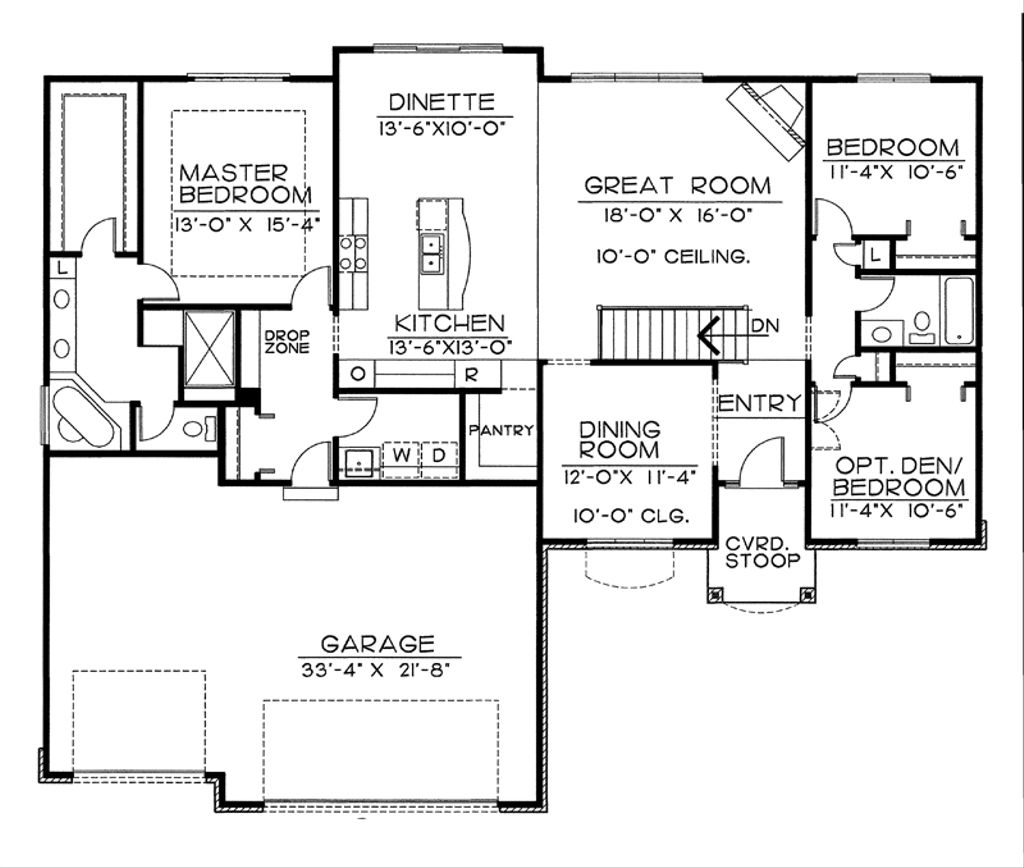 DINETTE
13'-6"X10'-0"
MASTER
BEDROOM
13'-0" X 15'-4"
GREAT ROOM
18'-0" X 16'-0"
10'-0" CEILING.
BEDROOM
11'-4"X 10'-6"
L
L
DROP
ZONE
KITCHEN
13'-6"X13'-0"
DN
O
R
ENTRY
PANTRY
W
D
DINING
ROOM
12'-0"X 11'-4"
10'-0" CLG.
OPT. DEN/
BEDROOM
11'-4"X 10'-6"
CVRD.
STOOP
GARAGE
33'-4" X 21'-8"